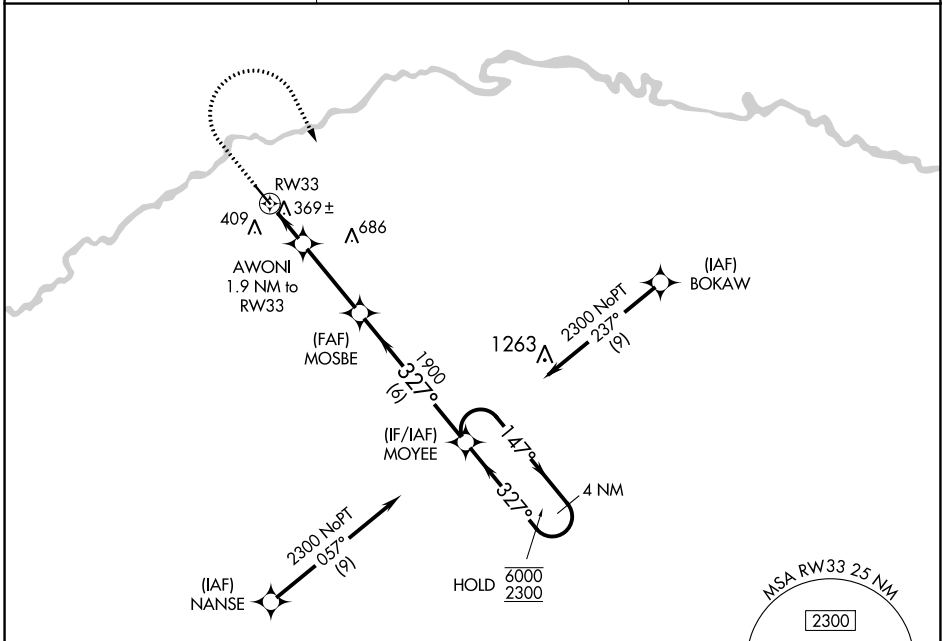 RW33
369±
409
686
AWONI
1.9 NM to
RW33
(IAF)
BOKAW
2300 NoPT
237°
(9)
1263
(FAF)
MOSBE
1900
327°
(6)
(IF/IAF)
MOYEE
147°
327°
4 NM
2300 NoPT
057°
(9)
HOLD
6000
2300
(IAF)
NANSE
MSA RW33 25 NM
2300